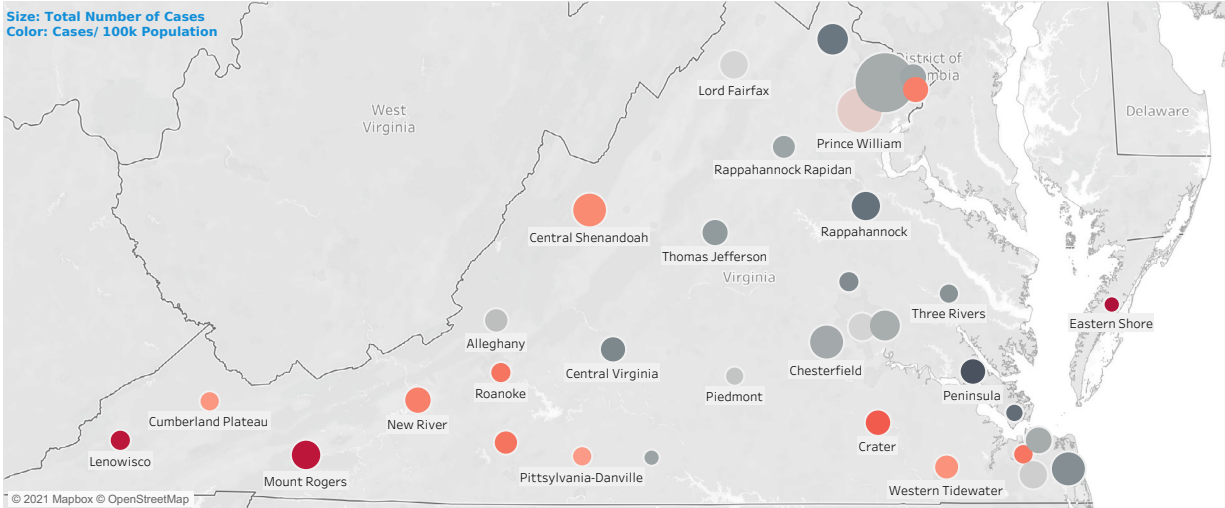 Size: Total Number of Cases
Color: Cases/ 100k Population
District of
mbia
Lord Fairfax
West
Virginia
Delaware
Prince William
Rappahannock Rapidan
Central Shenandoah
Rappahannock
Thomas Jefferson
Virginia
Three Rivers
Eastern Shore
Alleghany
Central Virginia
Chesterfield
Roanoke
Piedmont
Peninsula
Cumberland Plateau
New River
Crater
Lenowisco
Mount Rogers
Pittsylvania-Danville
Western Tidewater
© 2021 Mapbox © OpenStreetMap